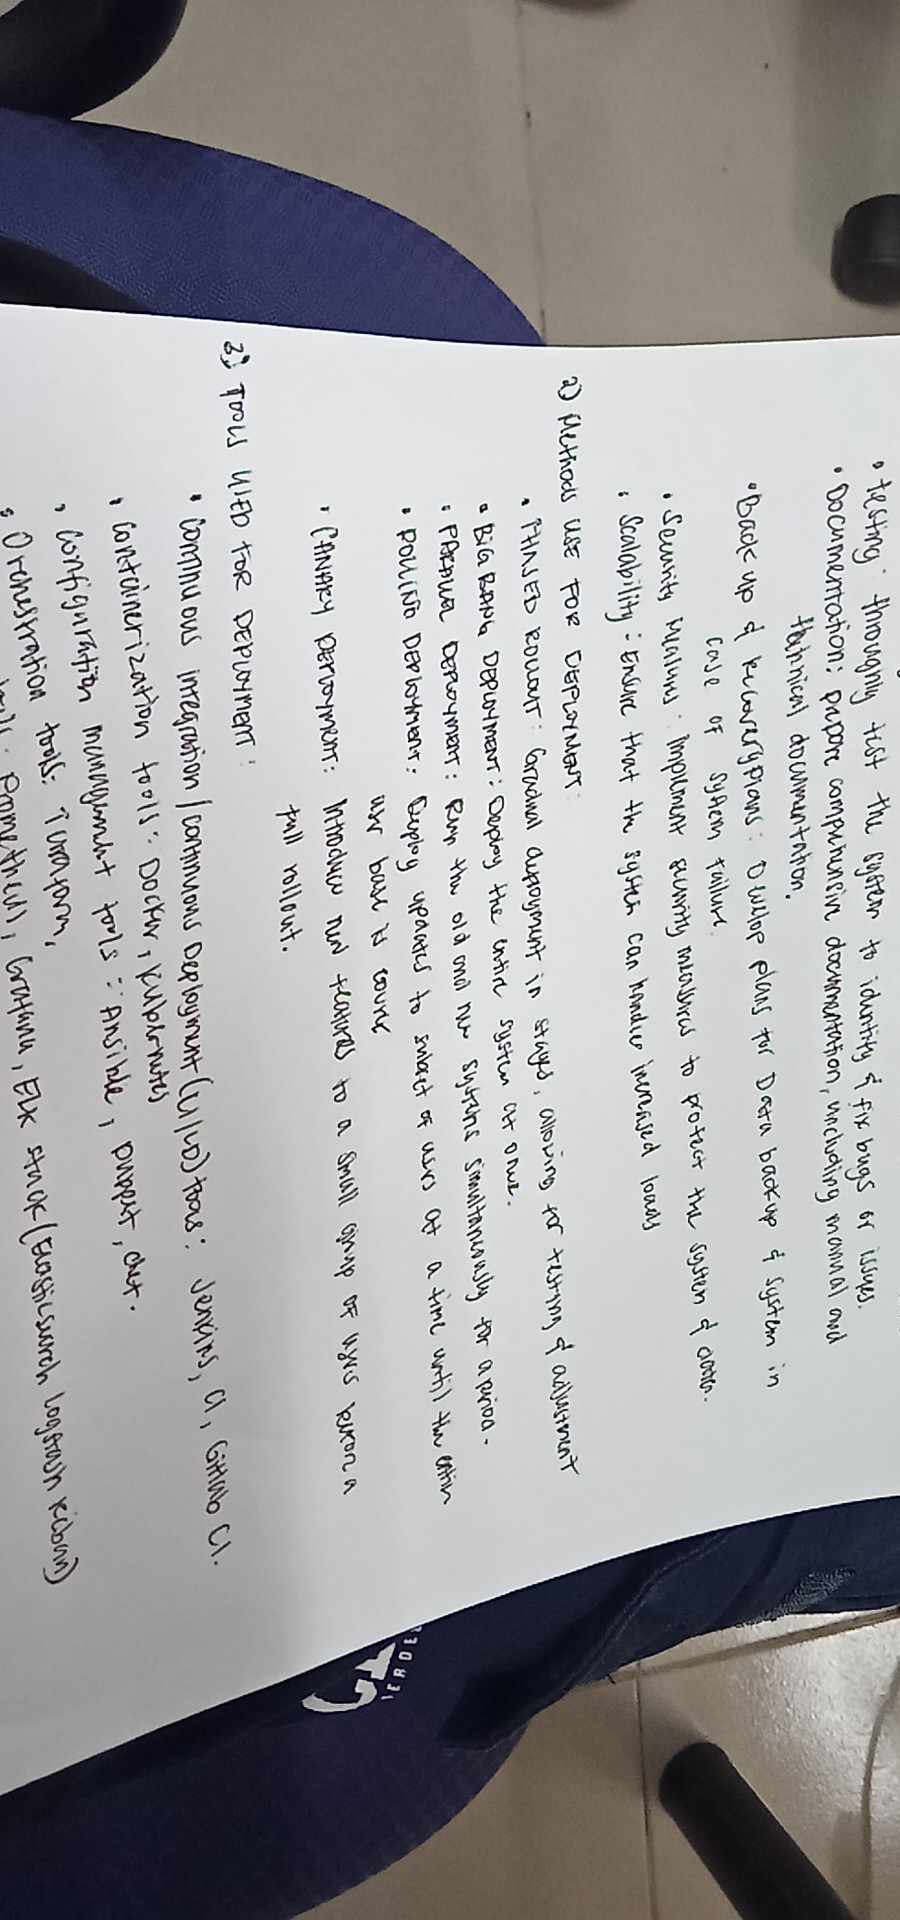 • Testing: throughly test the system to identity & fix bugs or issues.
• Documentation: prepare comprehensive documentation, including manual and
technical documentation.
• Back up & Recovery plans: Develop plans for Data backup & system in
case of system failure.
• Security Measures: implement security measures to protect the system & data.
• Scalability: Ensure that the system can handle increased loads
2) Methods USE FOR DEPLOYMENT:
• PHASED ROLLOUT: Gradual deployment in stages, allowing for testing & adjustment
• BIG BANG DEPLOYMENT: Deploy the entire system at once.
• PARALLEL DEPLOYMENT: Run the old and new systems simultaneously for a period.
• ROLLING DEPLOYMENT: Deploy updates to subset of users at a time until the entire
user base is
• CANARY DEPLOYMENT: Introduce new features to a small group of users before a
full rollout.
3) TOOLS USED FOR DEPLOYMENT:
• Continuous integration/continuous Deployment (CI/CD) tools: Jenkins, CI, GitLab CI.
• Containerization tools: Docker, Kubernutes
• Configuration management tools: Ansible, puppet, chef.
• Orchestration tools: Terraform,
tools: Prometheus, Grafana, Elk stack (Elasticsearch Logstash Kibana)